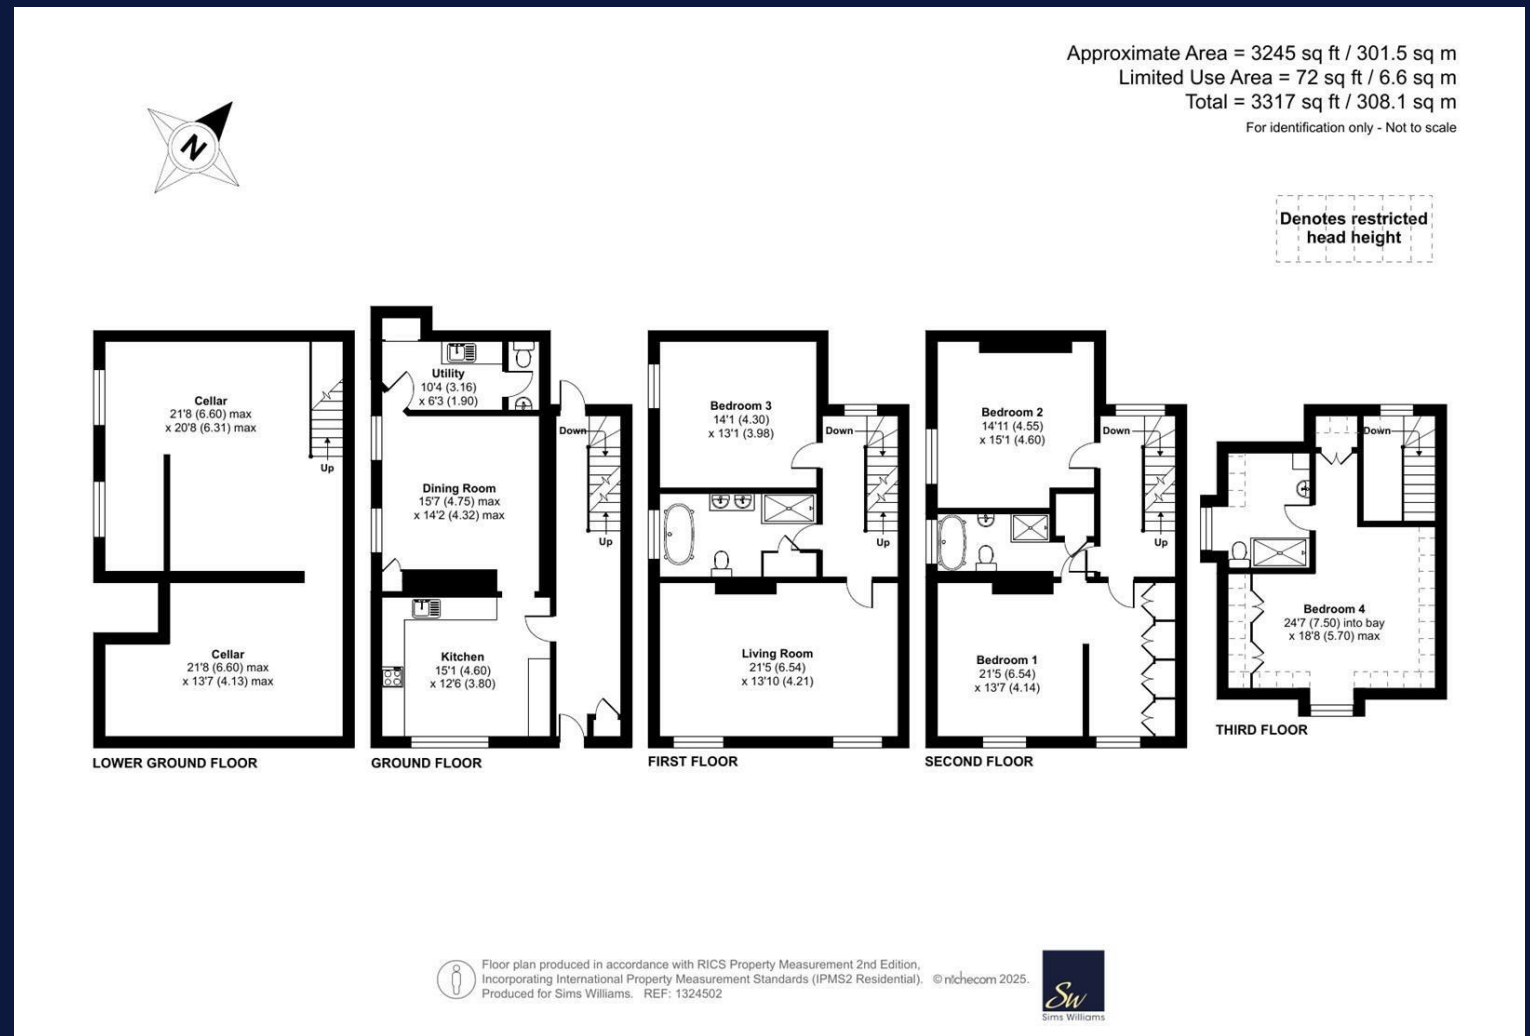 Approximate Area = 3245 sq ft / 301.5 sq m
Limited Use Area = 72 sq ft / 6.6 sq m
Total = 3317 sq ft / 308.1 sq m
For identification only - Not to scale
N
Denotes restricted
head height
Cellar
21'8 (6.60) max
x 20'8 (6.31) max
Up
Cellar
21'8 (6.60) max
x 13'7 (4.13) max
LOWER GROUND FLOOR
Utility
10'4 (3.16)
x 6'3 (1.90)
Down
Dining Room
15'7 (4.75) max
x 14'2 (4.32) max
Up
Kitchen
15'1 (4.60)
x 12'6 (3.80)
GROUND FLOOR
Bedroom 3
14'1 (4.30)
x 13'1 (3.98)
Down
Up
Living Room
21'5 (6.54)
x 13'10 (4.21)
FIRST FLOOR
Bedroom 2
14'11 (4.55)
x 15'1 (4.60)
Down
Up
Bedroom 1
21'5 (6.54)
x 13'7 (4.14)
SECOND FLOOR
Down
Bedroom 4
24'7 (7.50) into bay
x 18'8 (5.70) max
THIRD FLOOR
Floor plan produced in accordance with RICS Property Measurement 2nd Edition,
Incorporating International Property Measurement Standards (IPMS2 Residential). © nichecom 2025.
Produced for Sims Williams. REF: 1324502
Sw
Sims Williams